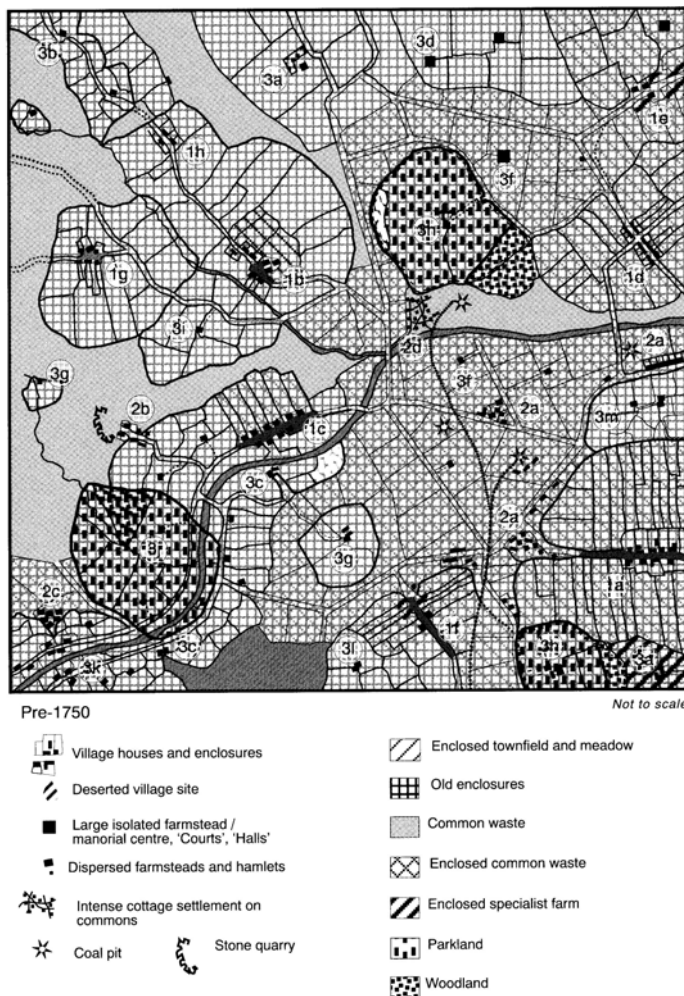 3b
3d
3a
1e
1h
3f
3h
1g
1b
1d
3i
2d
2a
3g
3f
2b
2a
3m
1c
3c
2a
3g
3j
2c
1a
1f
3c
3l
3k
3h
3a
Pre-1750
Not to scale
Village houses and enclosures
Deserted village site
Large isolated farmstead /
manorial centre, 'Courts', 'Halls'
Dispersed farmsteads and hamlets
Intense cottage settlement on
commons
Coal pit
Stone quarry
Enclosed townfield and meadow
Old enclosures
Common waste
Enclosed common waste
Enclosed specialist farm
Parkland
Woodland